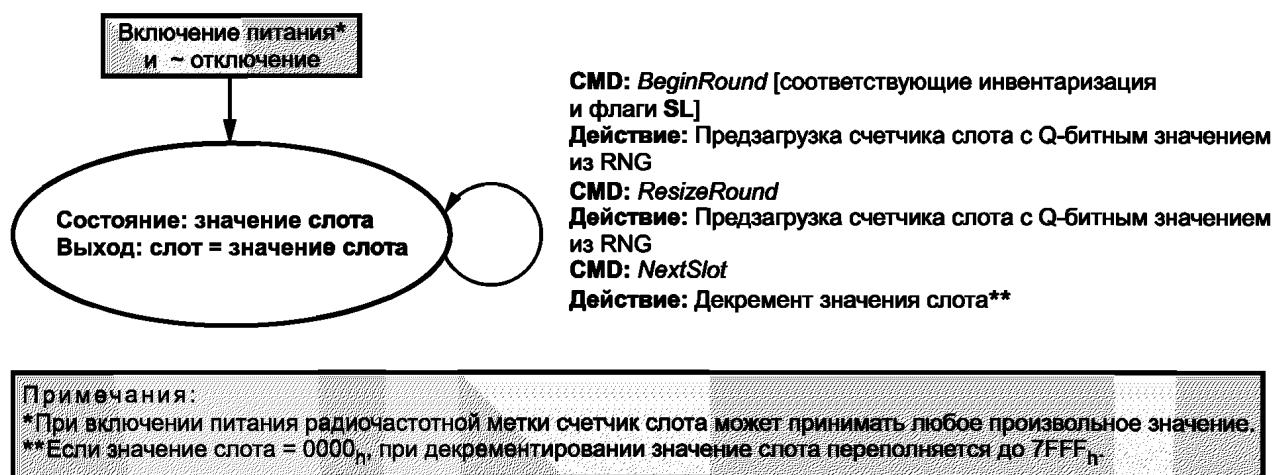 Включение питания*
и ~ отключение
Состояние: значение слота
Выход: слот = значение слота
CMD: BeginRound [соответствующие инвентаризация
и флаги SL]
Действие: Предзагрузка счетчика слота с Q-битным значением
из RNG
CMD: ResizeRound
Действие: Предзагрузка счетчика слота с Q-битным значением
из RNG
CMD: NextSlot
Действие: Декремент значения слота**
Примечания:
*При включении питания радиочастотной метки счетчик слота может принимать любое произвольное значение.
**Если значение слота = 0000h, при декрементировании значение слота переполняется до 7FFFh.